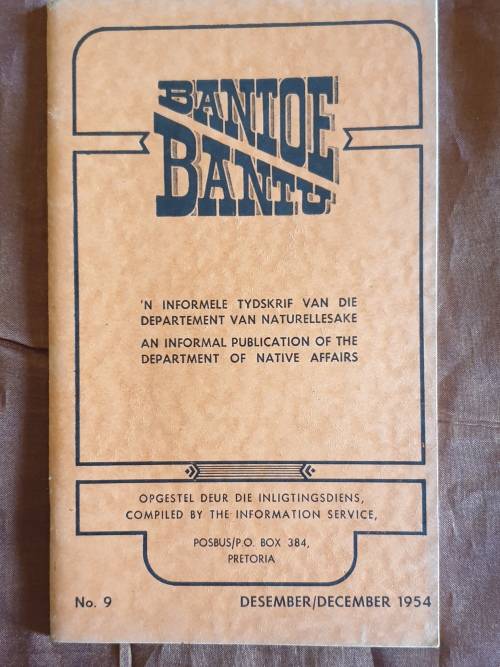 BANTOE
BANTU
'N INFORMELE TYDSKRIF VAN DIE
DEPARTEMENT VAN NATURELLESAKE
AN INFORMAL PUBLICATION OF THE
DEPARTMENT OF NATIVE AFFAIRS
OPGESTEL DEUR DIE INLIGTINGSDIENS,
COMPILED BY THE INFORMATION SERVICE,
POSBUS/P.O. BOX 384,
PRETORIA
No. 9 DESEMBER/DECEMBER 1954